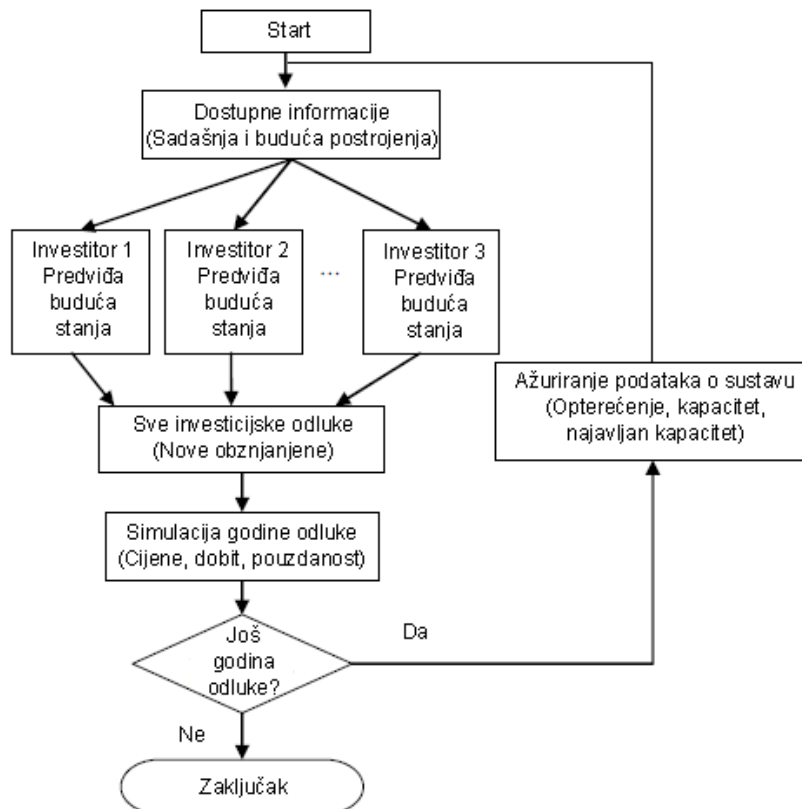 Start
Dostupne informacije
(Sadašnja i buduća postrojenja)
Investitor 1
Predviđa
buduća
stanja
Investitor 2
Predviđa
buduća
stanja
...
Investitor 3
Predviđa
buduća
stanja
Ažuriranje podataka o sustavu
(Opterećenje, kapacitet,
najavljan kapacitet)
Sve investicijske odluke
(Nove obznjanjene)
Simulacija godine odluke
(Cijene, dobit, pouzdanost)
Još
godina
odluke?
Da
Ne
Zaključak